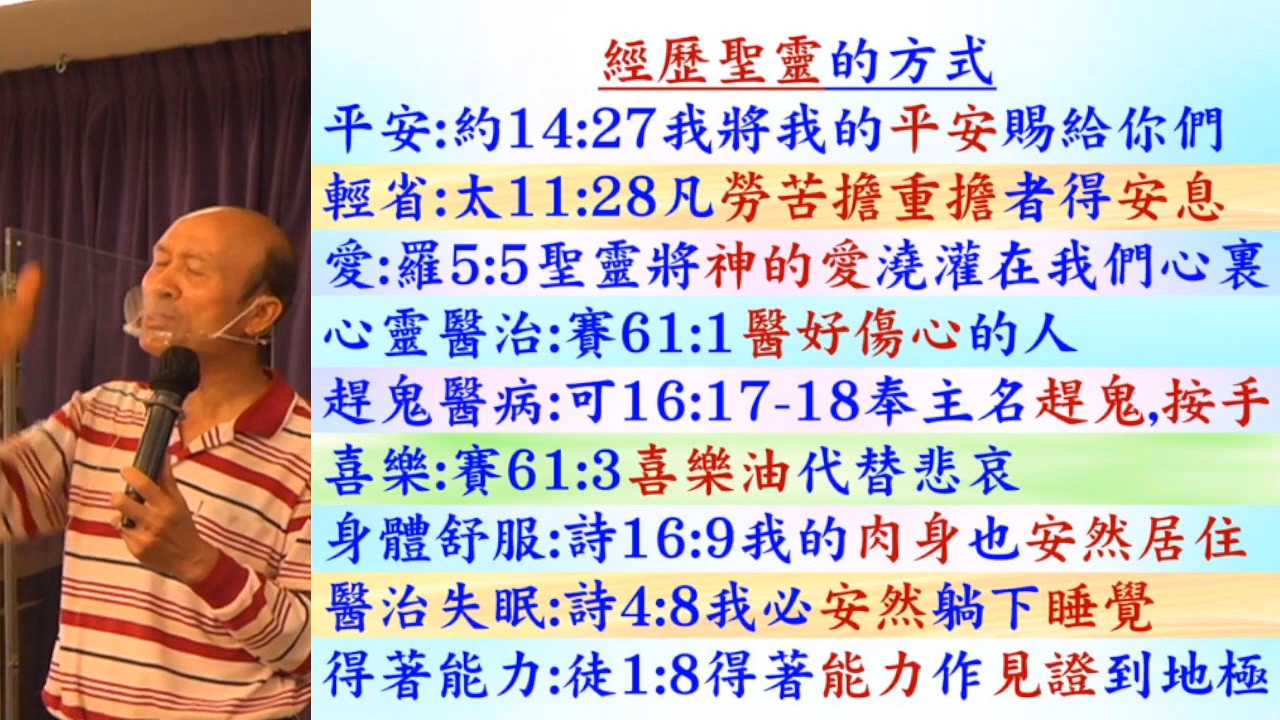 經歷聖靈的方式
平安:約14:27我將我的平安賜給你們
輕省:太11:28凡勞苦擔重擔者得安息
愛:羅5:5聖靈將神的愛澆灌在我們心裏
心靈醫治:賽61:1醫好傷心的人
趕鬼醫病:可16:17-18奉主名趕鬼,按手
喜樂:賽61:3喜樂油代替悲哀
身體舒服:詩16:9我的肉身也安然居住
醫治失眠:詩4:8我必安然躺下睡覺
得著能力:徒1:8得著能力作見證到地極